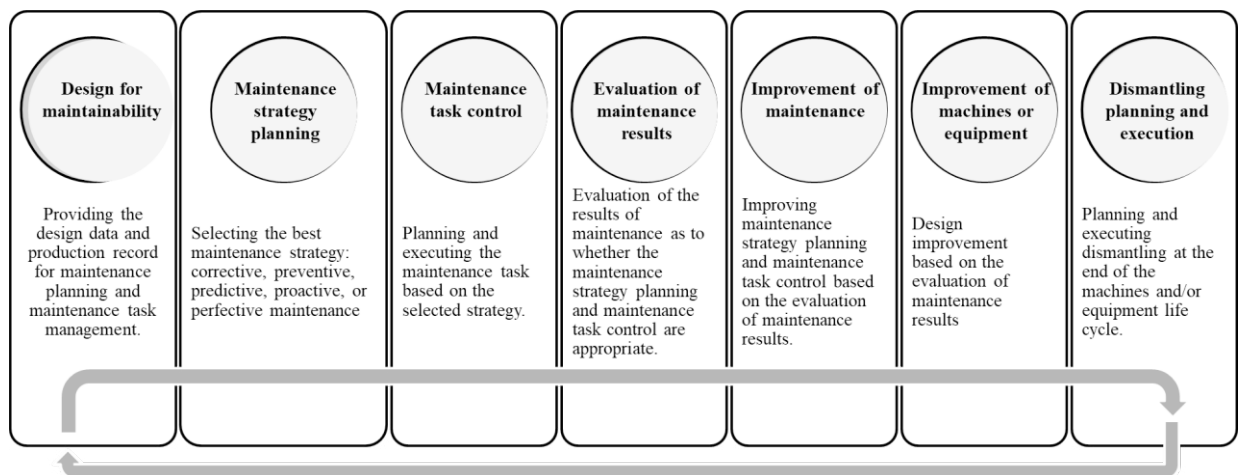 Design for
maintainability
Providing the
design data and
production record
for maintenance
planning and
maintenance task
management.
Maintenance
strategy
planning
Selecting the best
maintenance strategy:
corrective, preventive,
predictive, proactive, or
perfective maintenance
Maintenance
task control
Planning and
executing the
maintenance task
based on the
selected strategy.
Evaluation of
maintenance
results
Evaluation of the
results of
maintenance as to
whether the
maintenance
strategy planning
and maintenance
task control are
appropriate.
Improvement of
maintenance
Improving
maintenance
strategy planning
and maintenance
task control based
on the evaluation
of maintenance
results.
Improvement of
machines or
equipment
Design
improvement
based on the
evaluation of
maintenance
results
Dismantling
planning and
execution
Planning and
executing
dismantling at the
end of the
machines and/or
equipment life
cycle.